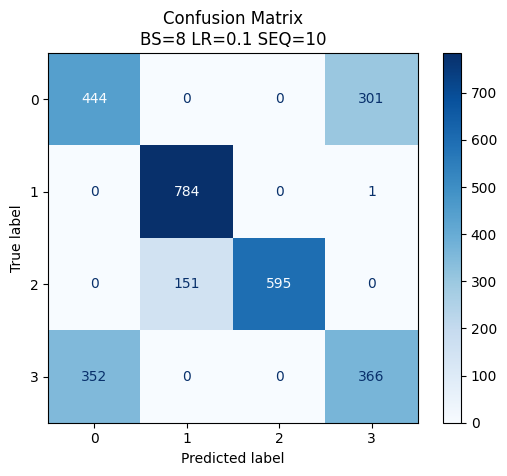 Confusion Matrix
BS=8 LR=0.1 SEQ=10
0 444 0 0 301
1 0 784 0 1
2 0 151 595 0
3 352 0 0 366
0 1 2 3
True label
Predicted label
700
600
500
400
300
200
100
0